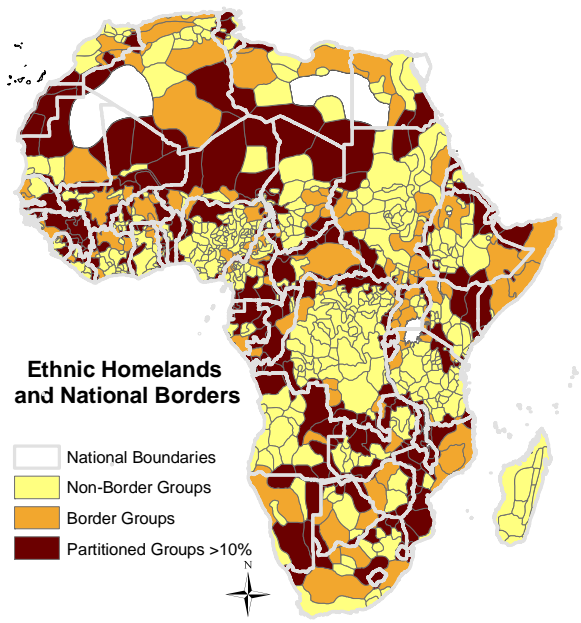 Ethnic Homelands
and National Borders
National Boundaries
Non-Border Groups
Border Groups
Partitioned Groups >10%
N